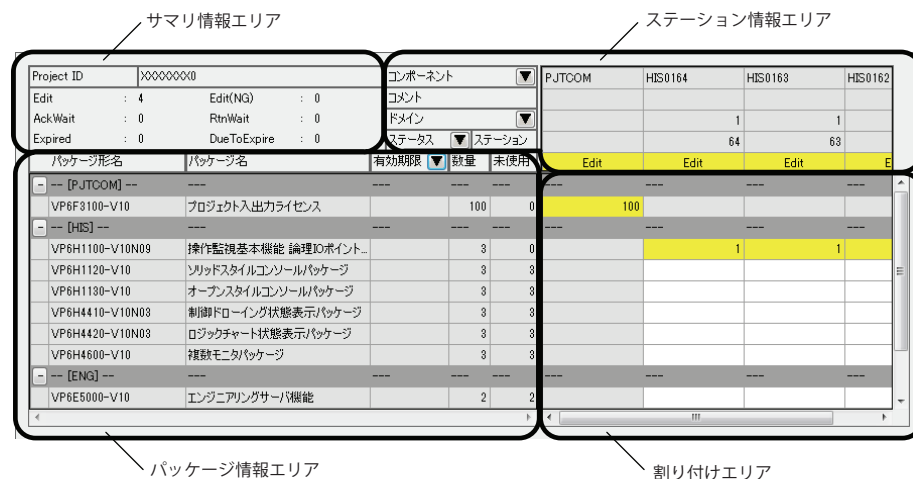 サマリ情報エリア
ステーション情報エリア
Project ID XXXXXXX0
Edit : 4 Edit(NG) : 0
AckWait : 0 RtnWait : 0
Expired : 0 DueToExpire : 0
コンポーネント ▼ PJTCOM HIS0164 HIS0163 HIS0162
コメント
ドメイン ▼ 1 1
ステータス ▼ ステーション 64 63
パッケージ形名 パッケージ名 有効期限 ▼ 数量 未使用 Edit Edit Edit E
- -- [PJTCOM] -- --- --- --- --- --- --- --- ---
VP6F3100-V10 プロジェクト入出力ライセンス 100 0 100
- -- [HIS] -- --- --- --- --- --- --- --- ---
VP6H1100-V10N09 操作監視基本機能 論理IOポイント... 3 0 1 1
VP6H1120-V10 ソリッドスタイルコンソールパッケージ 3 3
VP6H1130-V10 オープンスタイルコンソールパッケージ 3 3
VP6H4410-V10N03 制御ドローイング状態表示パッケージ 3 3
VP6H4420-V10N03 ロジックチャート状態表示パッケージ 3 3
VP6H4600-V10 複数モニタパッケージ 3 3
- -- [ENG] -- --- --- --- --- --- --- --- ---
VP6E5000-V10 エンジニアリングサーバ機能 2 2
パッケージ情報エリア
割り付けエリア